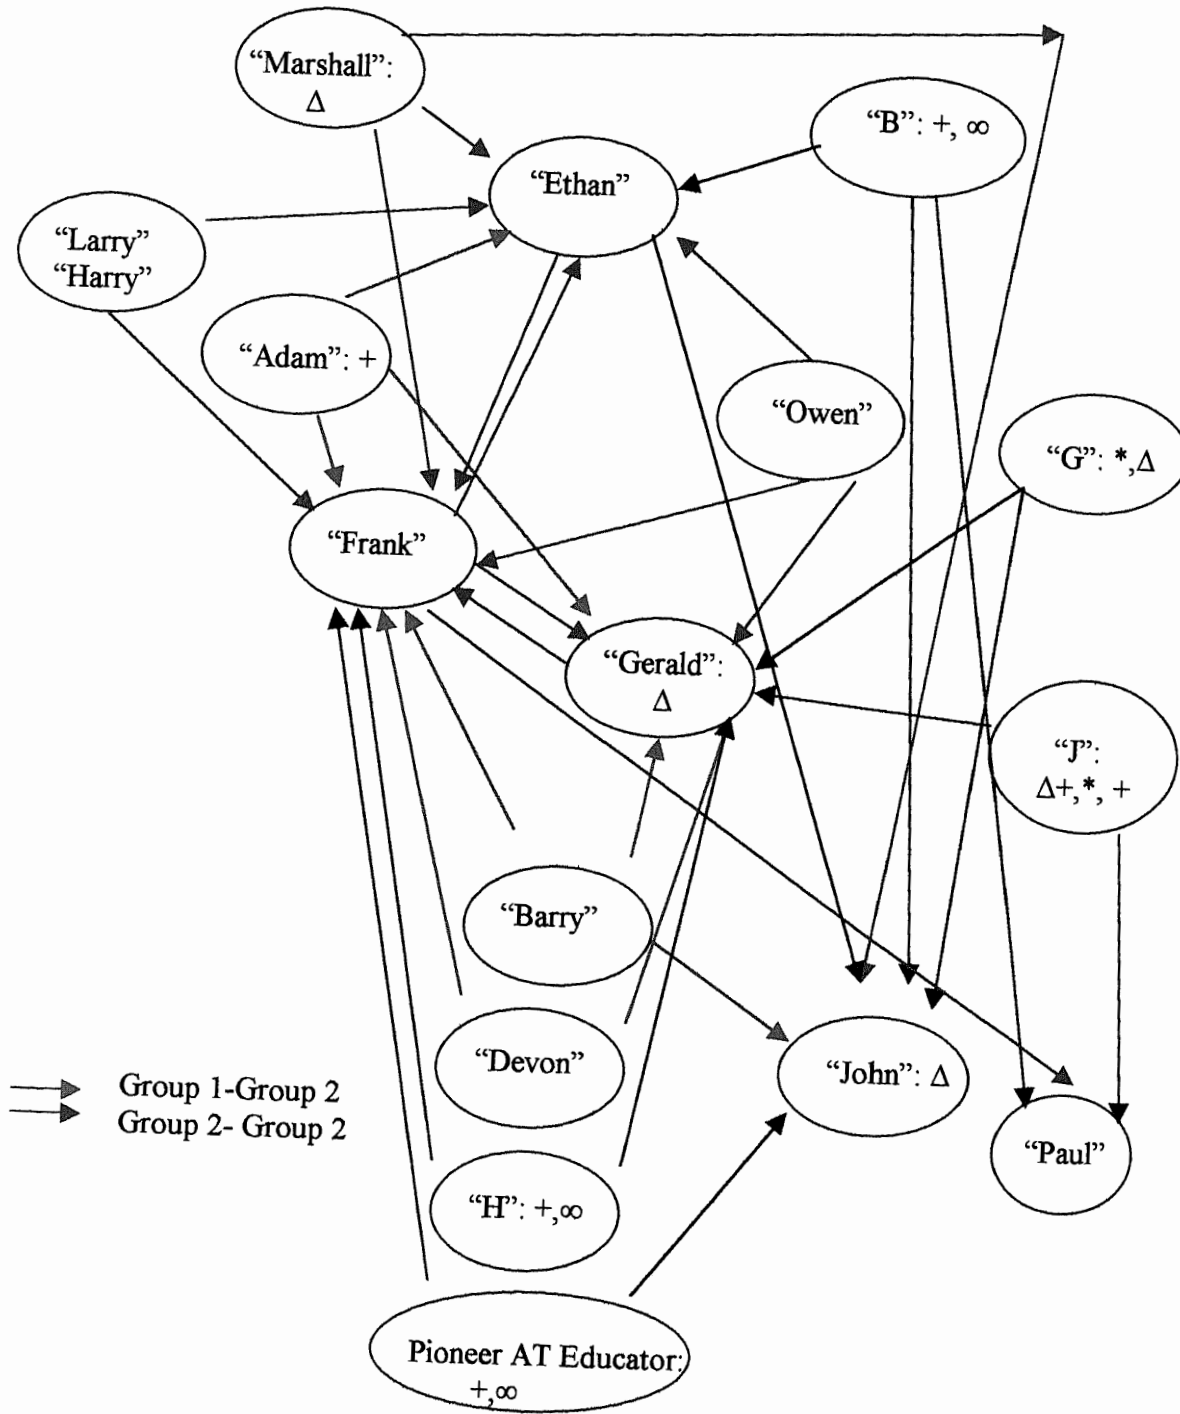 “Marshall”:
Δ
“B”: +, ∞
“Ethan”
“Larry”
“Harry”
“Adam”: +
“Owen”
“G”: *,Δ
“Frank”
“Gerald”:
Δ
“J”:
Δ+,*, +
“Barry”
“Devon”
“John”: Δ
Group 1-Group 2
Group 2- Group 2
“Paul”
“H”: +,∞
Pioneer AT Educator:
+,∞